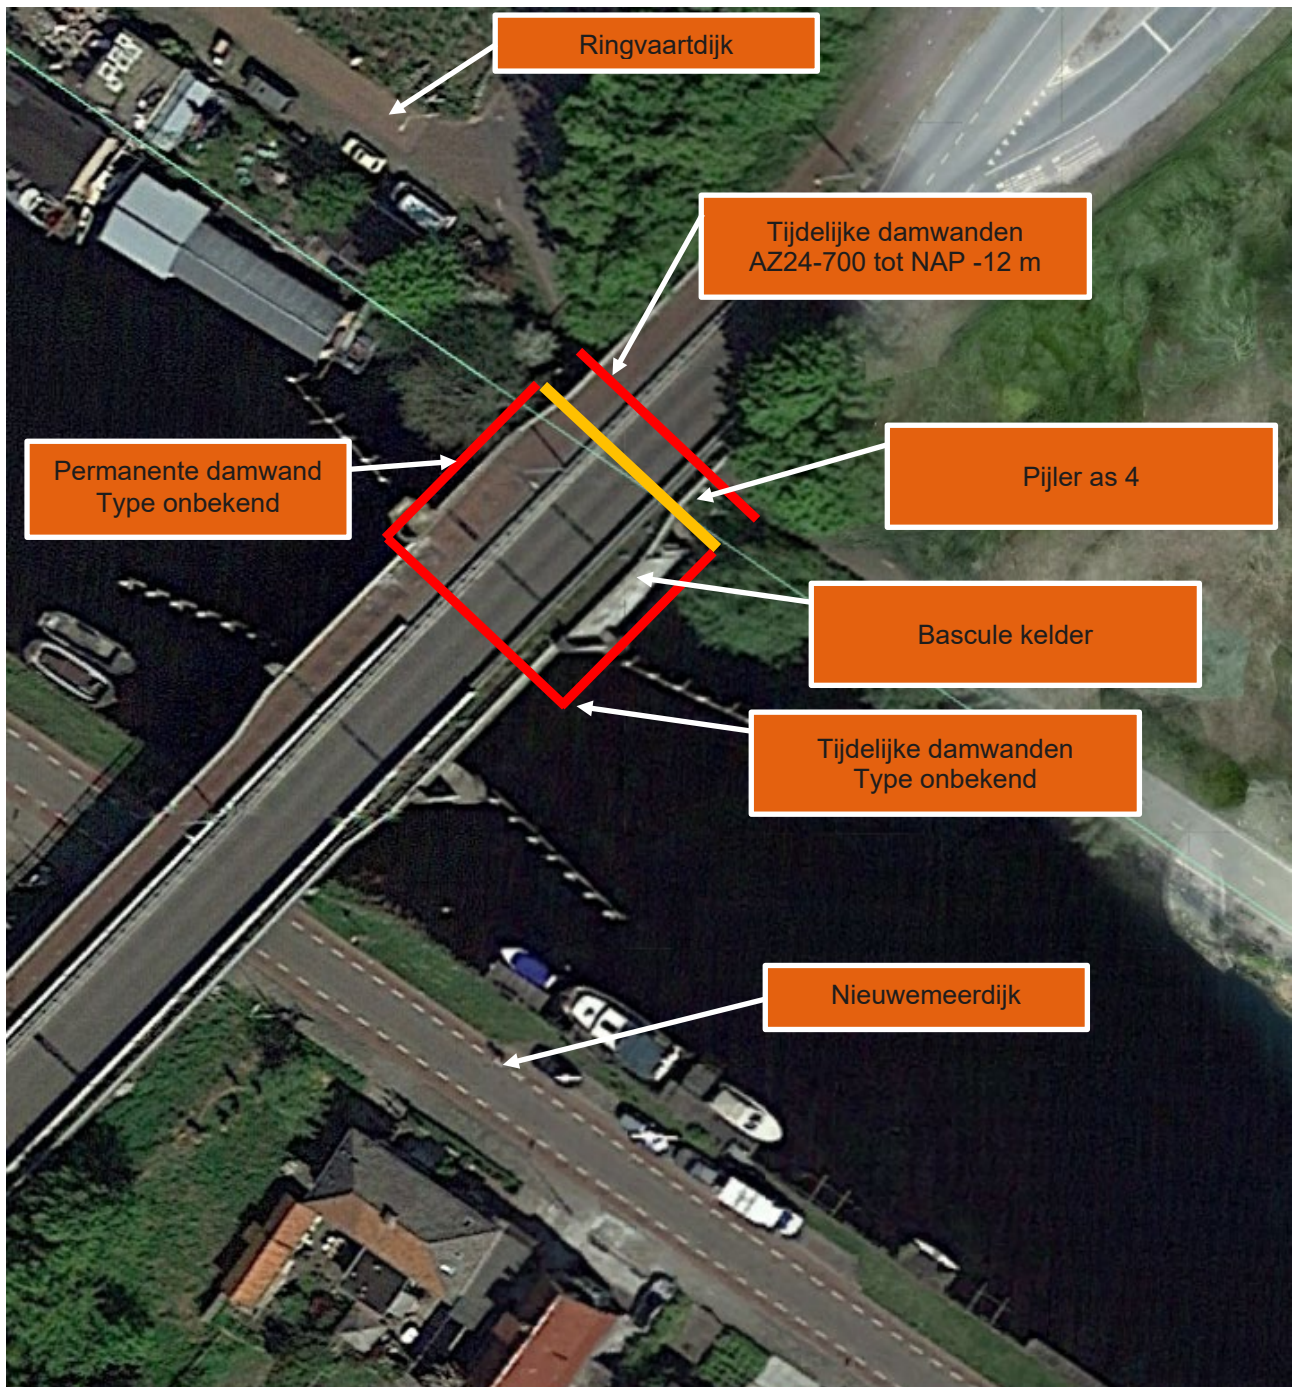 Ringvaartdijk
Tijdelijke damwanden
AZ24-700 tot NAP -12 m
Permanente damwand
Type onbekend
Pijler as 4
Bascule kelder
Tijdelijke damwanden
Type onbekend
Nieuwemeerdijk